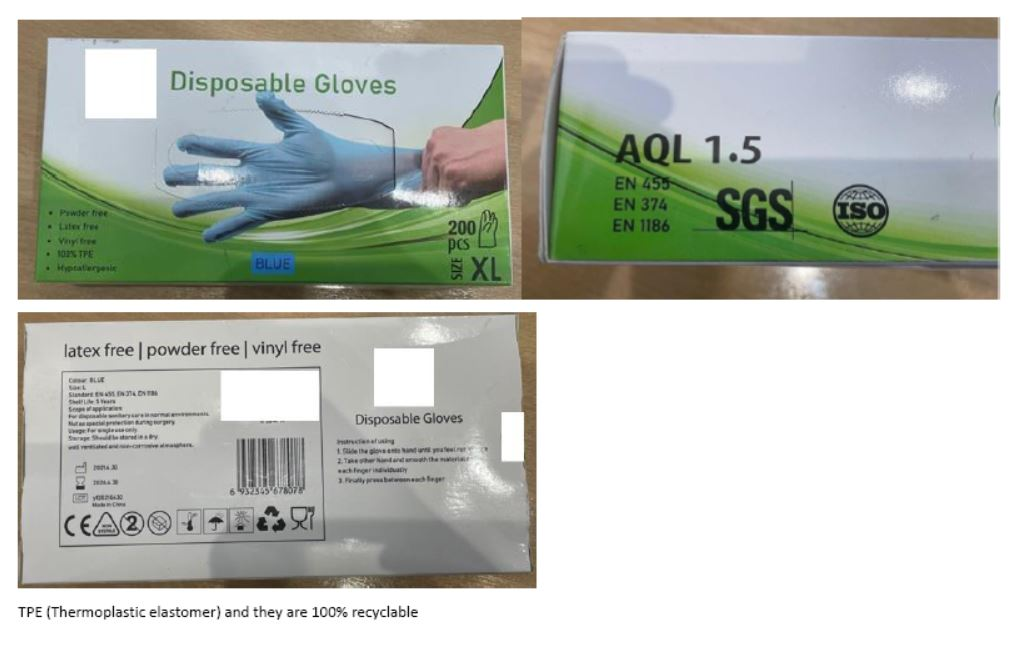 Disposable Gloves
• Powder free
• Latex free
• Vinyl free
• 100% TPE
• Hypoallergenic
BLUE
200
pcs
SIZE XL
AQL 1.5
EN 455
EN 374
EN 1186
SGS
ISO
latex free | powder free | vinyl free
Colour: BLUE
Size: L
Standard: EN 455, EN 374, EN 1186
Shelf Life: 5 Years
Scope of application
For disposable sanitary care in normal environments.
Not as special protection during surgery.
Usage: For single use only.
Storage: Should be stored in a dry
well ventilated and non-corrosive atmosphere.
LOT
Made in China
CE
NON
STERILE
2
Disposable Gloves
Instruction of using
1. Slide the glove onto hand until you feel
2. Take other hand and smooth the material
each finger individually
3. Finally press between each finger
TPE (Thermoplastic elastomer) and they are 100% recyclable